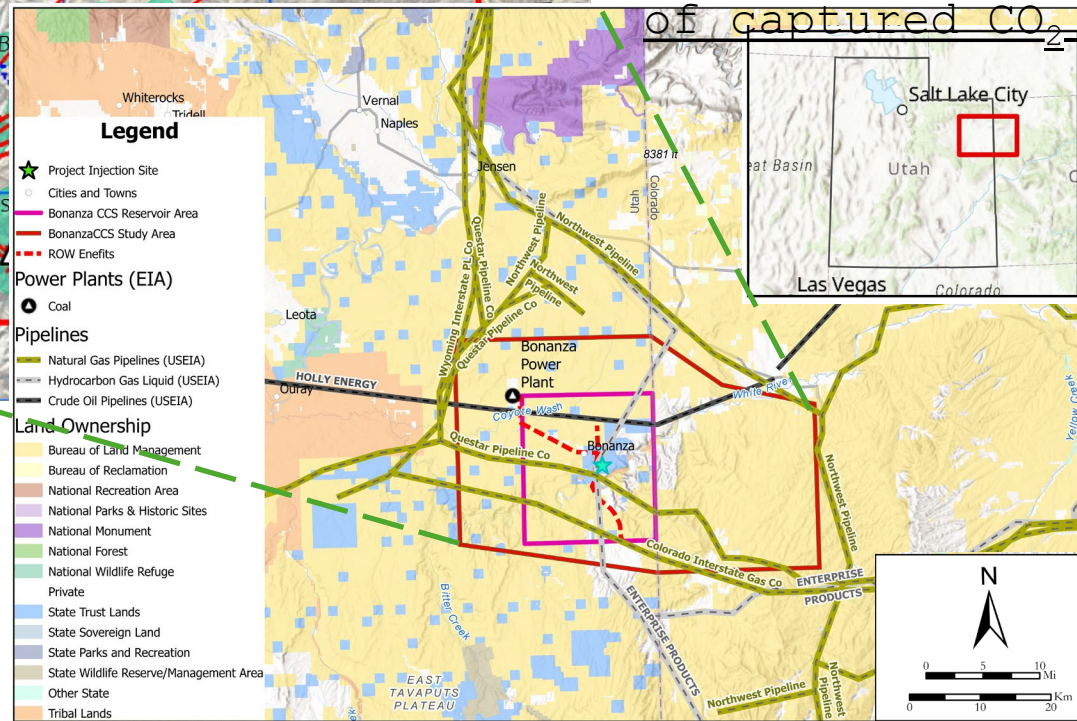 of captured CO2
Whiterocks
Tridell
Vernal
Naples
Jensen
8381 ft
Utah
Colorado
Legend
Project Injection Site
Cities and Towns
Bonanza CCS Reservoir Area
BonanzaCCS Study Area
ROW Enefits
Power Plants (EIA)
Coal
Pipelines
Natural Gas Pipelines (USEIA)
Hydrocarbon Gas Liquid (USEIA)
Crude Oil Pipelines (USEIA)
Land Ownership
Bureau of Land Management
Bureau of Reclamation
National Recreation Area
National Parks & Historic Sites
National Monument
National Forest
National Wildlife Refuge
Private
State Trust Lands
State Sovereign Land
State Parks and Recreation
State Wildlife Reserve/Management Area
Other State
Tribal Lands
Salt Lake City
eat Basin
Utah
Las Vegas
Colorado
Wyoming Interstate PL Co
Questar Pipeline Co
Northwest Pipeline
Northwest Pipeline
Northwest
Pipeline
Questar Pipeline Co
Leota
Ouray
HOLLY ENERGY
Bonanza
Power
Plant
Coyote Wash
White River
Bonanza
Questar Pipeline Co
Northwest Pipeline
Colorado Interstate Gas Co
ENTERPRISE
PRODUCTS
ENTERPRISE PRODUCTS
Bitter Creek
Yellow Creek
EAST
TAVAPUTS
PLATEAU
Northwest Pipeline
Northwest
Pipeline
N
0 5 10
Mi
Km
0 10 20